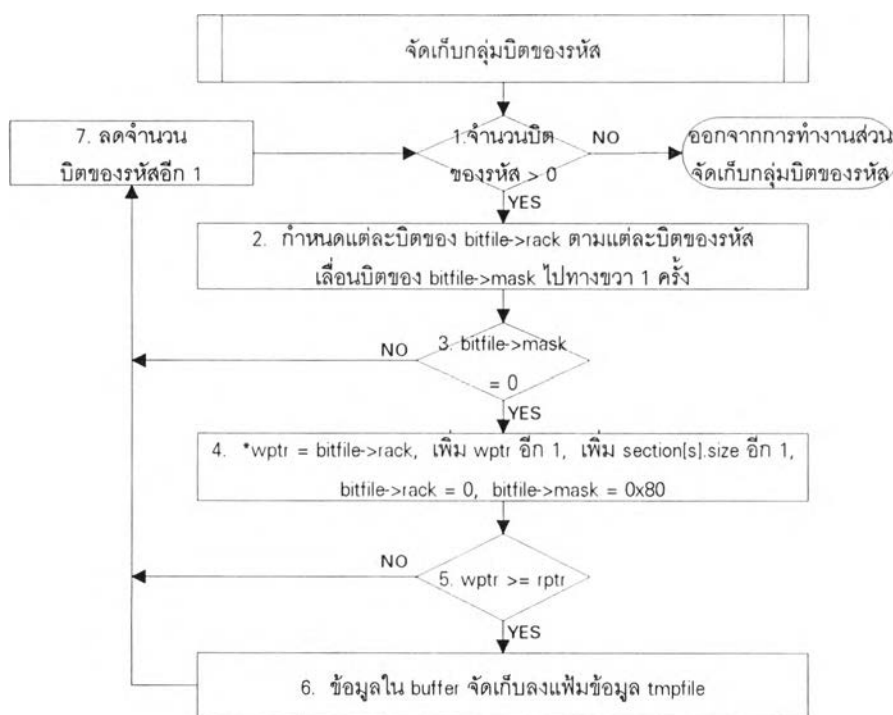 จัดเก็บกลุ่มบิตของรหัส
7. ลดจำนวน
บิตของรหัสอีก 1
1.จำนวนบิต
ของรหัส > 0
NO
ออกจากการทำงานส่วน
จัดเก็บกลุ่มบิตของรหัส
YES
2. กำหนดแต่ละบิตของ bitfile->rack ตามแต่ละบิตของรหัส
เลื่อนบิตของ bitfile->mask ไปทางขวา 1 ครั้ง
NO
3. bitfile->mask
= 0
YES
4. *wptr = bitfile->rack, เพิ่ม wptr อีก 1, เพิ่ม section[s].size อีก 1,
bitfile->rack = 0, bitfile->mask = 0x80
NO
5. wptr >= rptr
YES
6. ข้อมูลใน buffer จัดเก็บลงแฟ้มข้อมูล tmpfile